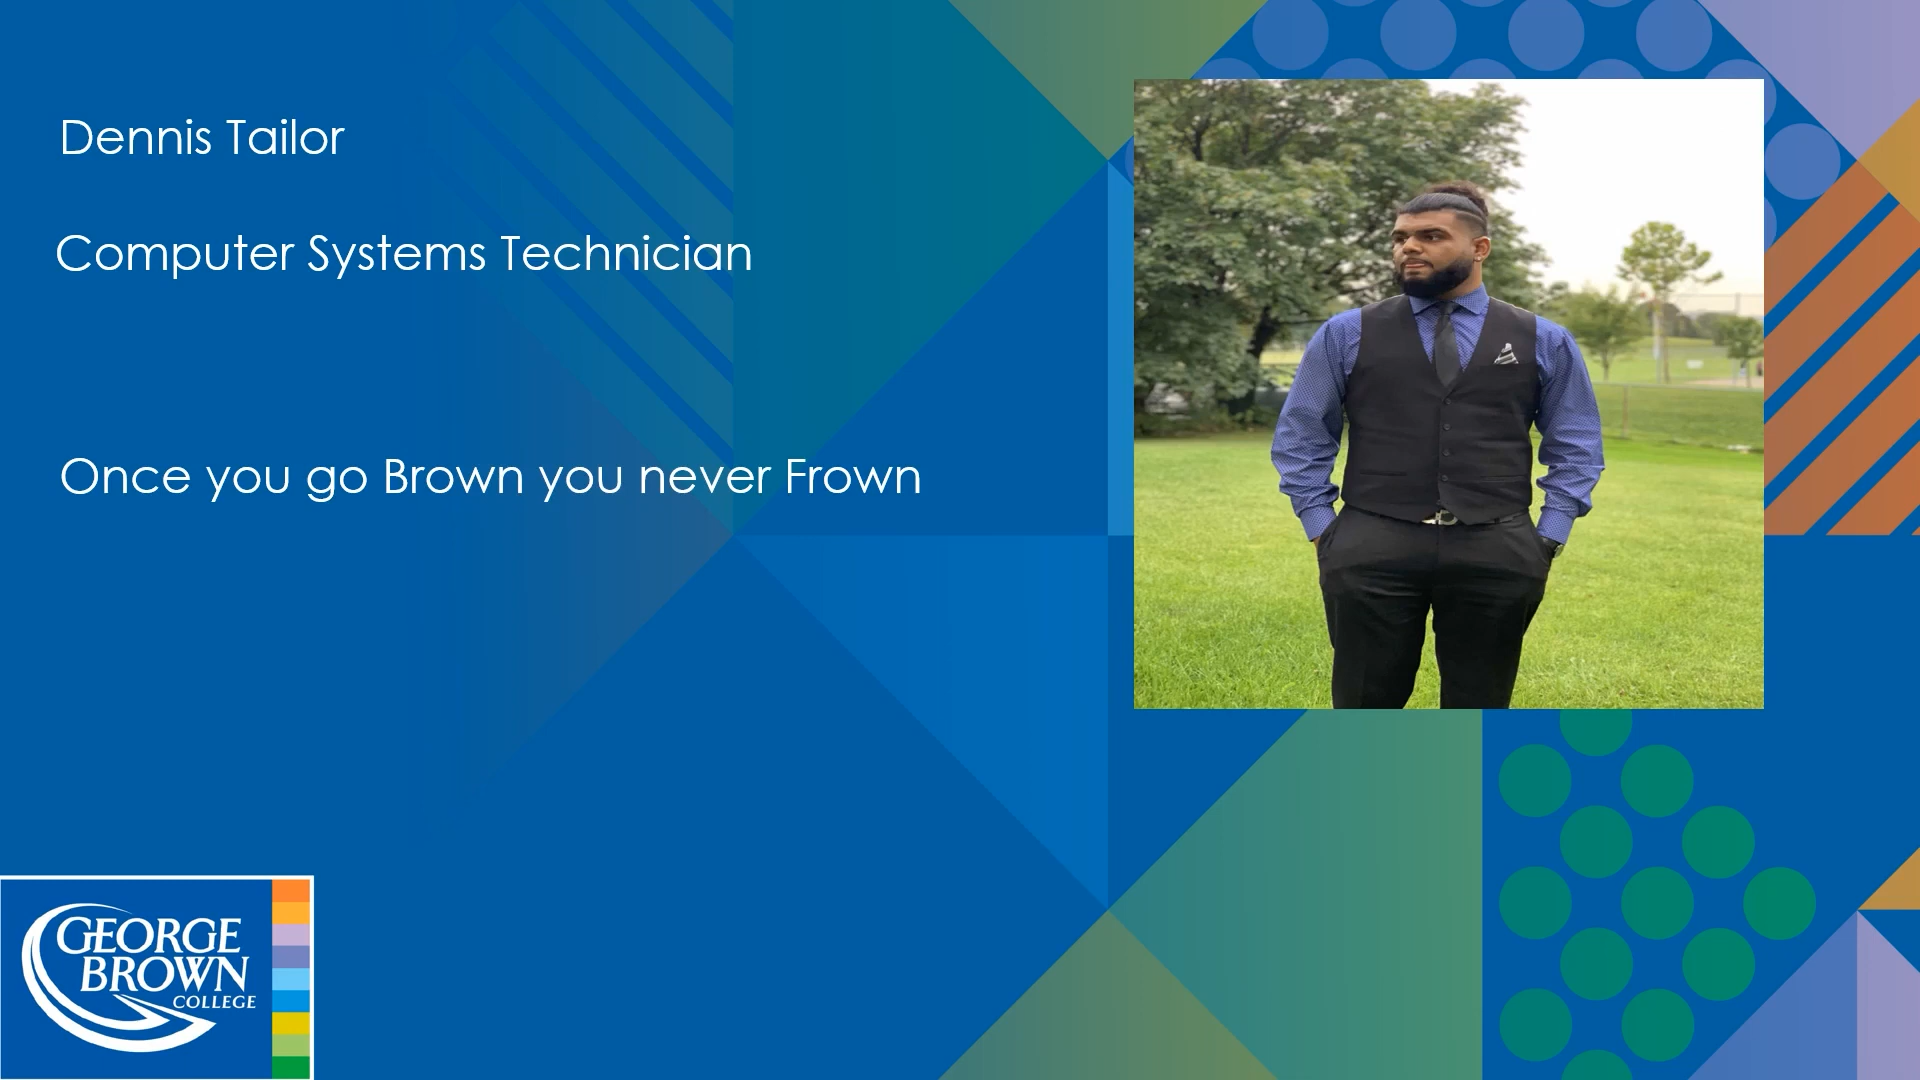 Dennis Tailor
Computer Systems Technician
Once you go Brown you never Frown
GEORGE
BROWN
COLLEGE